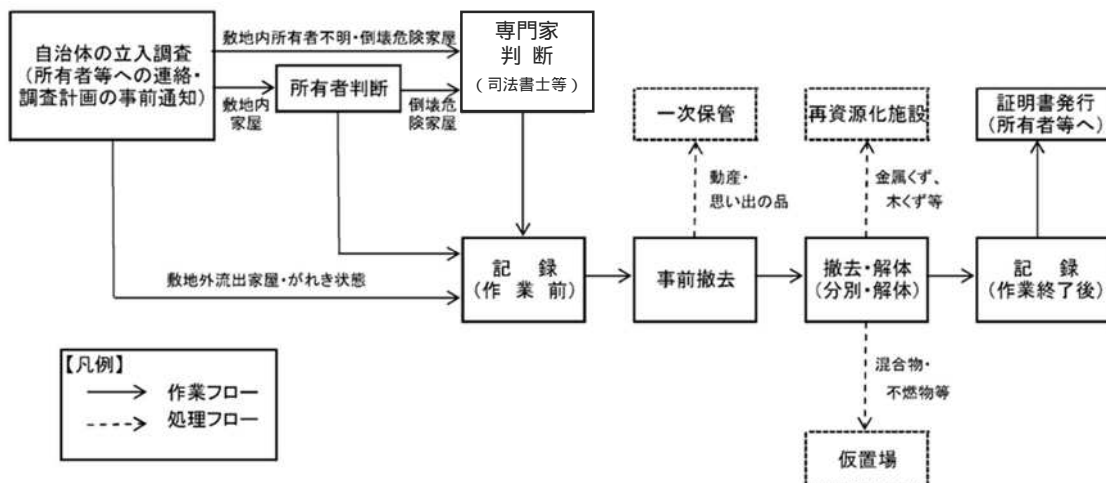 自治体の立入調査
(所有者等への連絡・
調査計画の事前通知)
敷地内所有者不明・倒壊危険家屋
敷地内
家屋
所有者判断
倒壊危
険家屋
専門家
判 断
(司法書士等)
一次保管
再資源化施設
証明書発行
(所有者等へ)
動産・
思い出の品
金属くず、
木くず等
敷地外流出家屋・がれき状態
記 録
(作 業 前)
事前撤去
撤去・解体
(分別・解体)
記 録
(作業終了後)
混合物・
不燃物等
仮置場
【凡例】
作業フロー
処理フロー